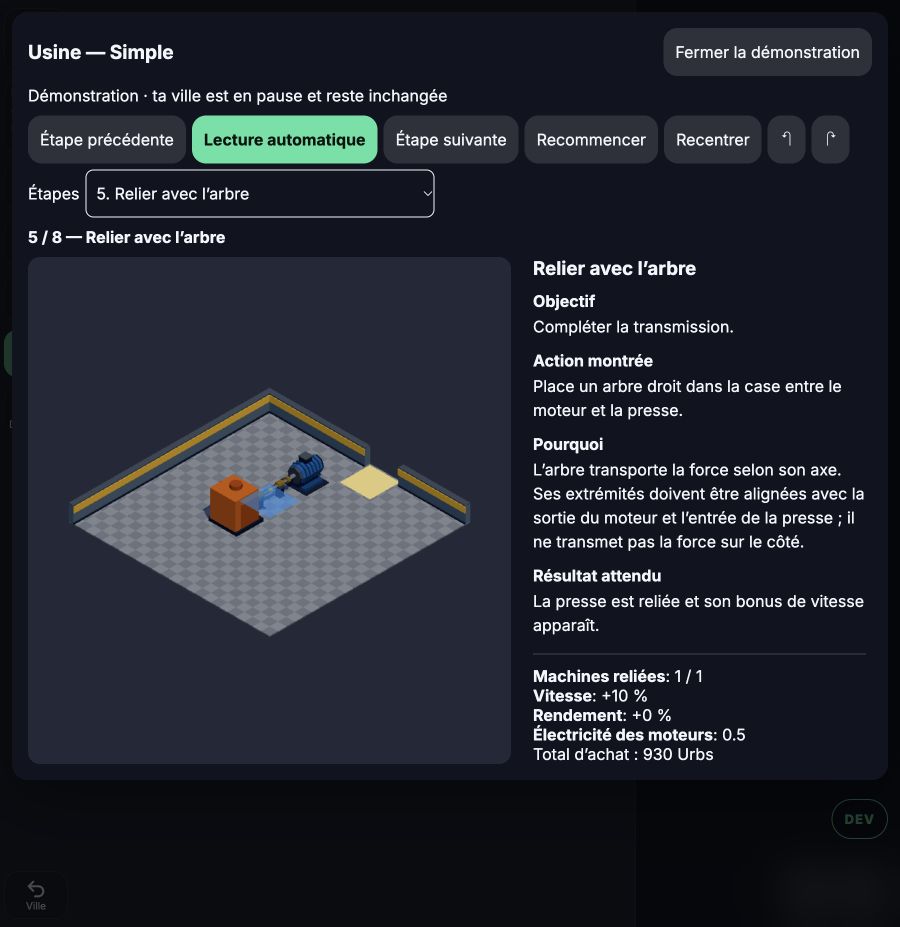 Usine — Simple
Fermer la démonstration
Démonstration · ta ville est en pause et reste inchangée
Étape précédente
Lecture automatique
Étape suivante
Recommencer
Recentrer
Étapes
5. Relier avec l’arbre
5 / 8 — Relier avec l’arbre
Relier avec l’arbre
Objectif
Compléter la transmission.
Action montrée
Place un arbre droit dans la case entre le
moteur et la presse.
Pourquoi
L’arbre transporte la force selon son axe.
Ses extrémités doivent être alignées avec la
sortie du moteur et l’entrée de la presse ; il
ne transmet pas la force sur le côté.
Résultat attendu
La presse est reliée et son bonus de vitesse
apparaît.
Machines reliées: 1 / 1
Vitesse: +10 %
Rendement: +0 %
Électricité des moteurs: 0.5
Total d’achat : 930 Urbs
DEV
Ville